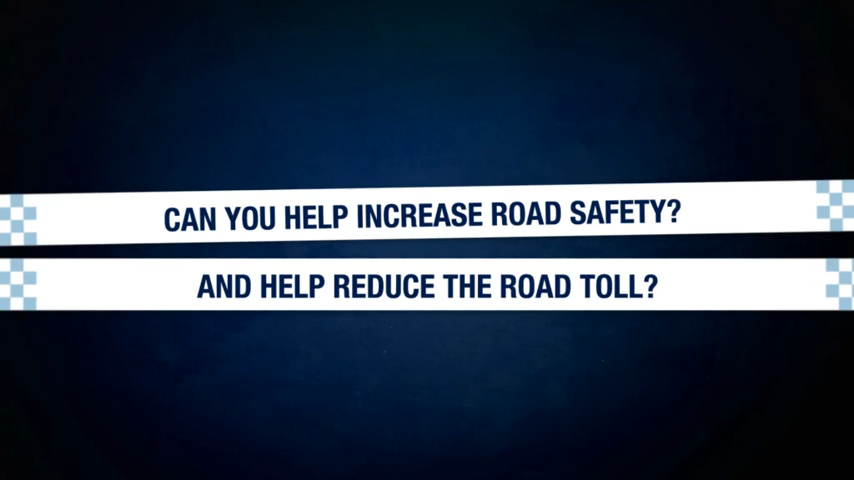 CAN YOU HELP INCREASE ROAD SAFETY?
AND HELP REDUCE THE ROAD TOLL?